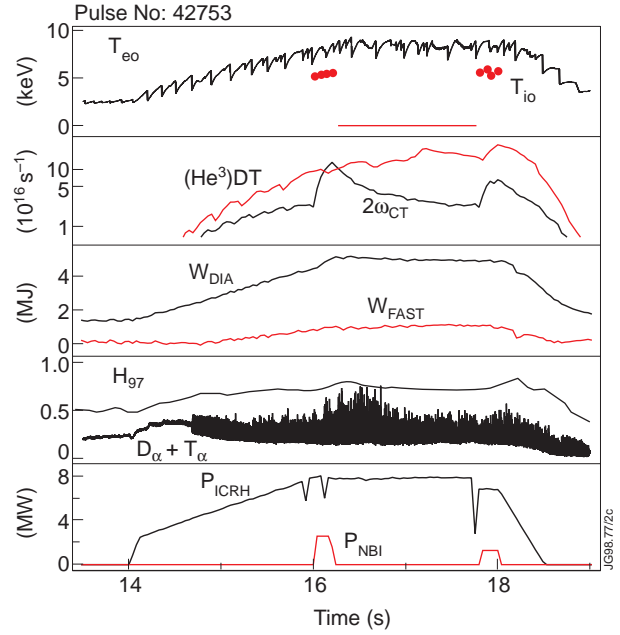 Pulse No: 42753
10
T_eo
5
T_io
0
(keV)
(He³)DT
10
5
2ω_CT
1
(10¹⁶ s⁻¹)
W_DIA
4
W_FAST
2
0
(MJ)
1.0
H_97
0.5
D_α + T_α
0
8
P_ICRH
4
P_NBI
0
(MW)
14
16
18
Time (s)
JG98.77/2c